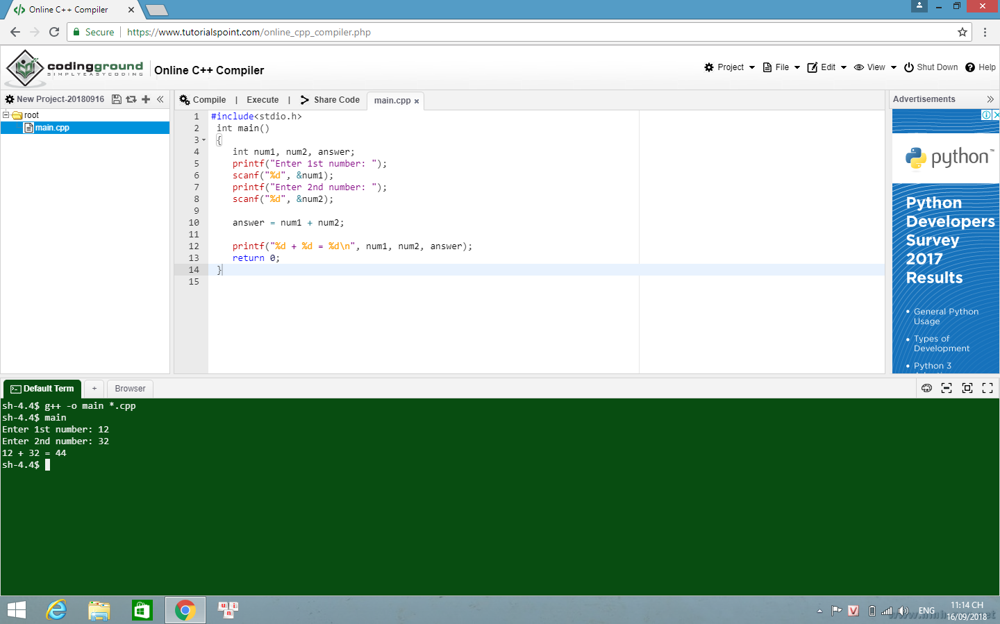 Online C++ Compiler
Secure | https://www.tutorialspoint.com/online_cpp_compiler.php
codingground
SIMPLYEASYCODING
Online C++ Compiler
Project File Edit View Shut Down Help
New Project-20180916
root
main.cpp
Compile | Execute | Share Code main.cpp
1 #include<stdio.h>
2 int main()
3 {
4 int num1, num2, answer;
5 printf("Enter 1st number: ");
6 scanf("%d", &num1);
7 printf("Enter 2nd number: ");
8 scanf("%d", &num2);
9
10 answer = num1 + num2;
11
12 printf("%d + %d = %d\n", num1, num2, answer);
13 return 0;
14 }
15
Advertisements
python™
Python
Developers
Survey
2017
Results
• General Python
Usage
• Types of
Development
• Python 3
Default Term + Browser
sh-4.4$ g++ -o main *.cpp
sh-4.4$ main
Enter 1st number: 12
Enter 2nd number: 32
12 + 32 = 44
sh-4.4$
ENG
11:14 CH
16/09/2018